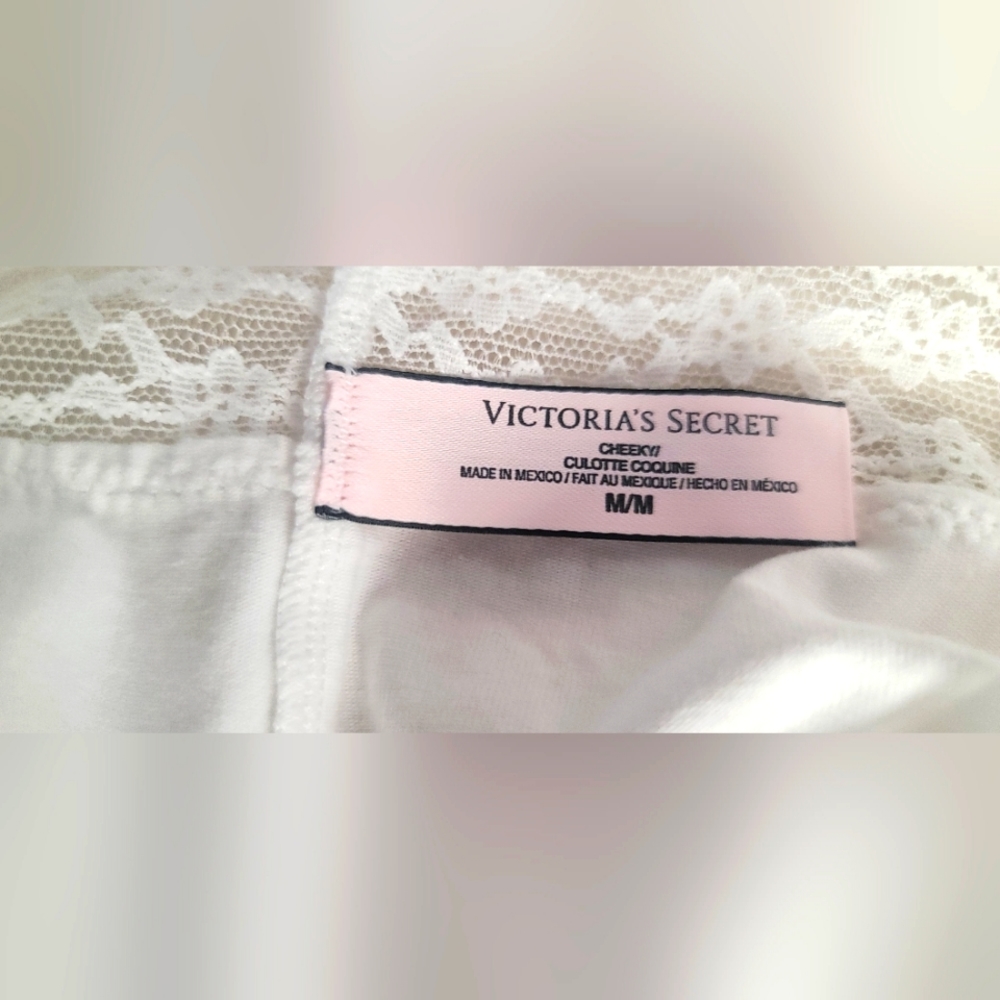 VICTORIA'S SECRET
CHEEKY/
CULOTTE COQUINE
MADE IN MEXICO / FAIT AU MEXIQUE / HECHO EN MÉXICO
M/M